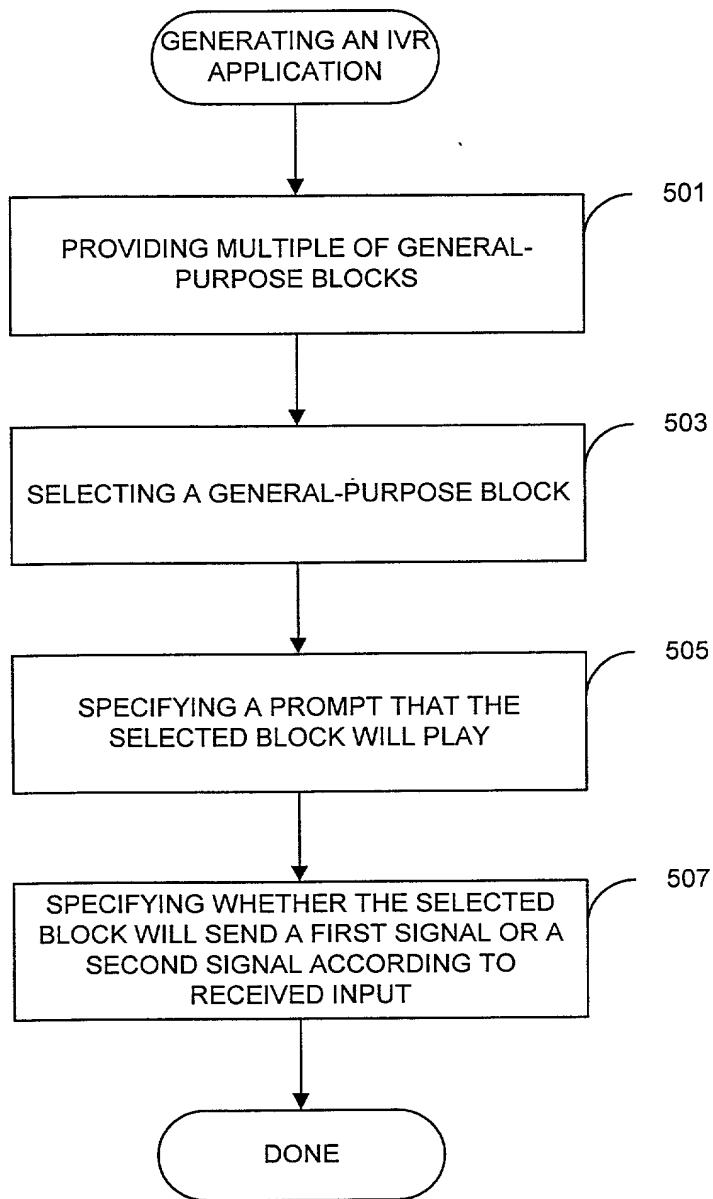 GENERATING AN IVR
APPLICATION
501
PROVIDING MULTIPLE OF GENERAL-
PURPOSE BLOCKS
503
SELECTING A GENERAL-PURPOSE BLOCK
505
SPECIFYING A PROMPT THAT THE
SELECTED BLOCK WILL PLAY
507
SPECIFYING WHETHER THE SELECTED
BLOCK WILL SEND A FIRST SIGNAL OR A
SECOND SIGNAL ACCORDING TO
RECEIVED INPUT
DONE